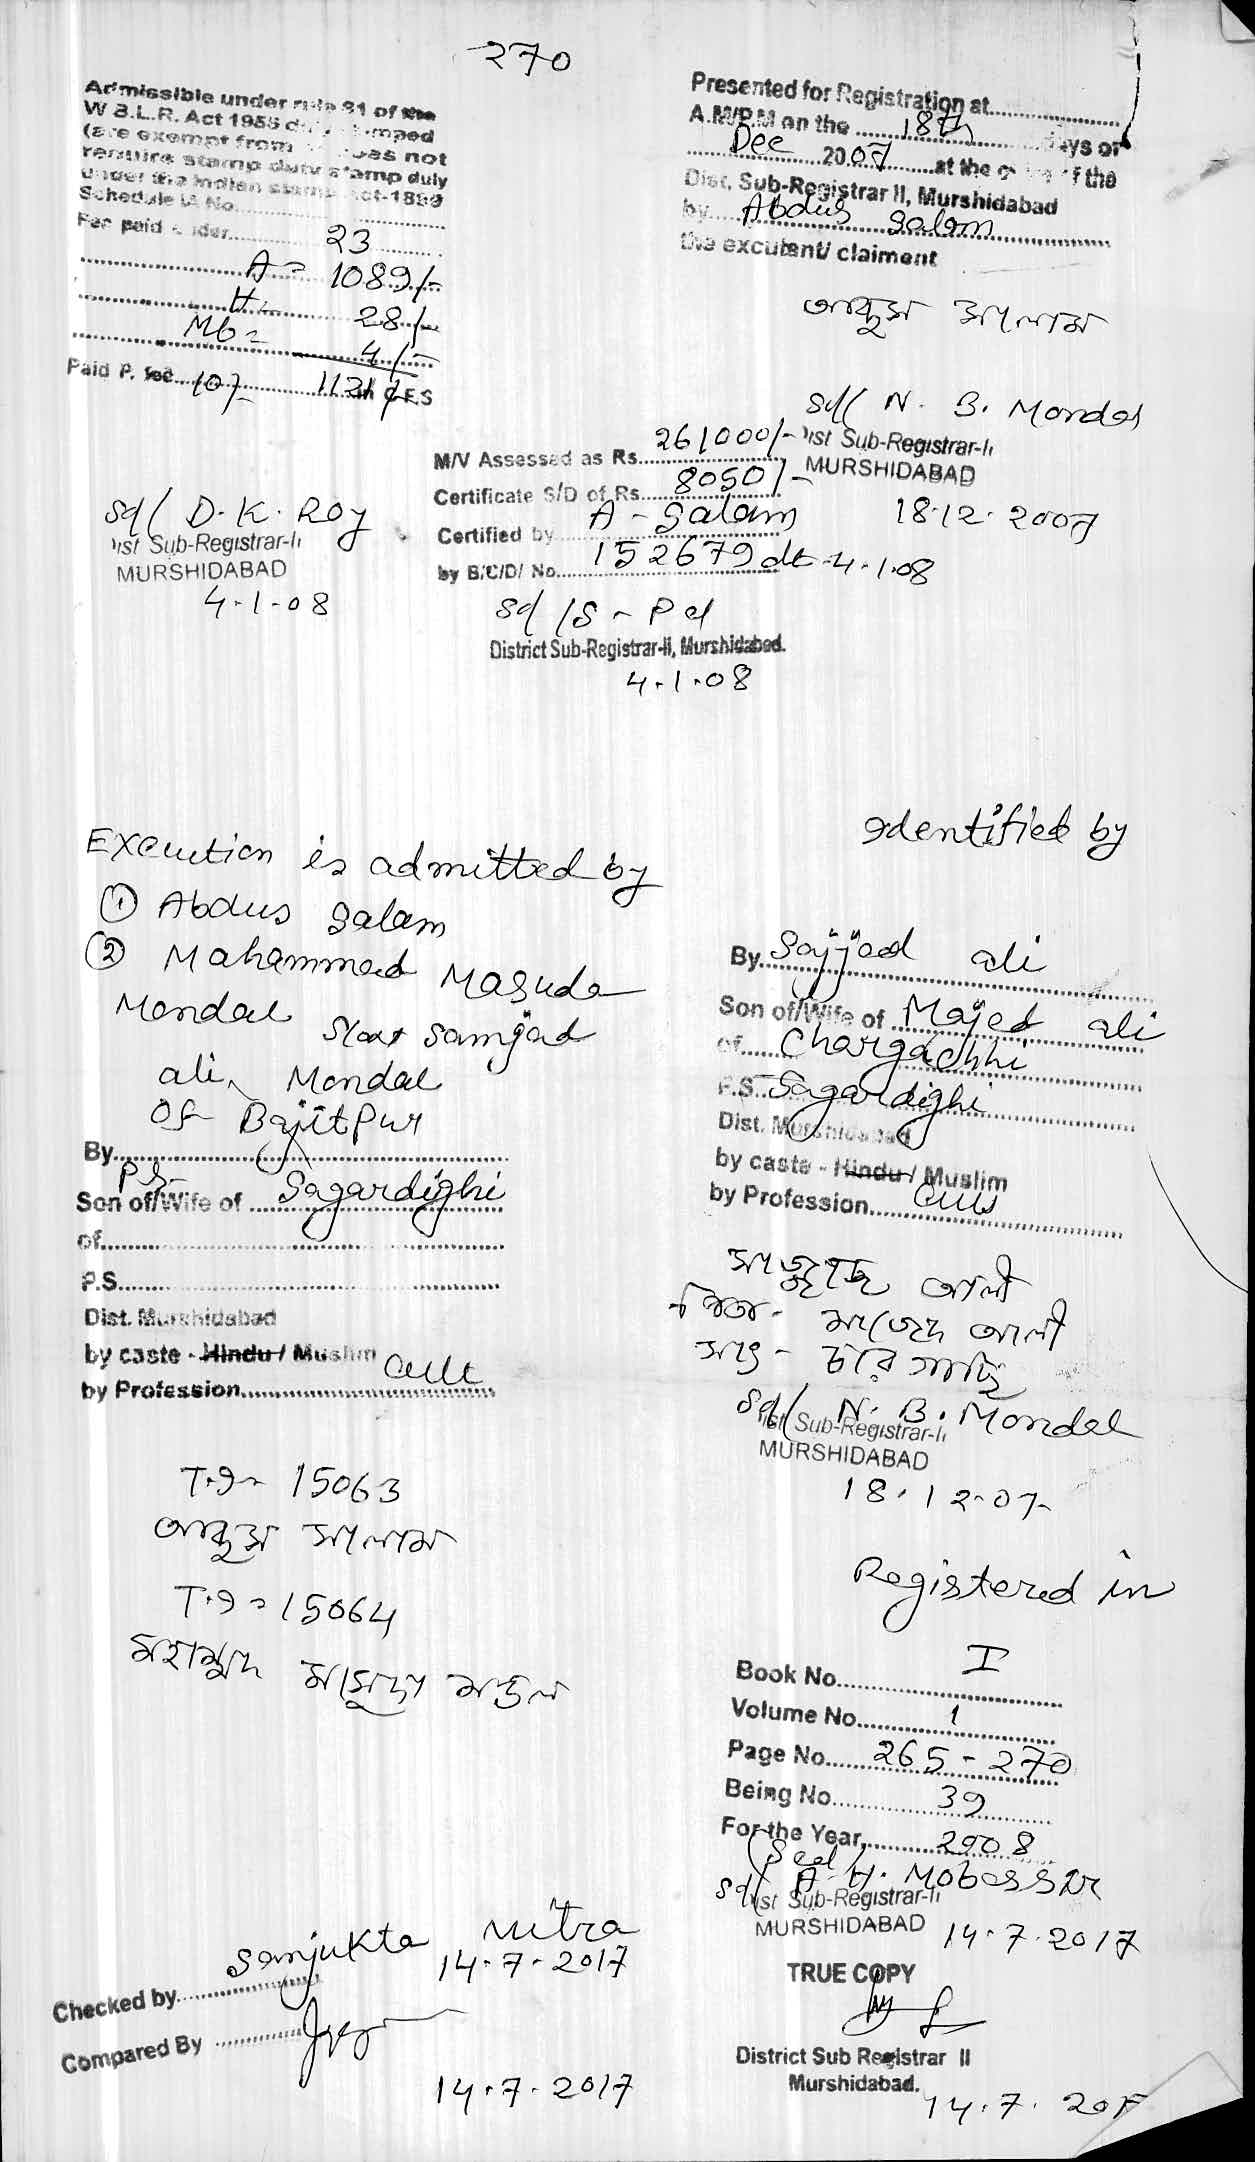 270
Admissible under rule 21 of the
W.B.L.R. Act 1955 duly stamped
(are exempt from does not
require stamp duty stamp duly
under the Indian stamp Act-1899
Schedule IA No.
Fee paid under 23
A = 1089/-
H = 28/-
Mb = 4/-
Paid P. fee 10/- 1121/- C.F.S
Sd/ D. K. Roy
Dist Sub-Registrar-II
MURSHIDABAD
4-1-08
Presented for Registration at
A.M/P.M on the 18th days of
Dec 2007 at the office of the
Dist. Sub-Registrar II, Murshidabad
by Abdus Salam
the excutent/ claiment
আব্দুস সালাম
Sd/ N. B. Mondal
Dist Sub-Registrar-II
MURSHIDABAD
18.12.2007
M/V Assessed as Rs 261000/-
Certificate S/D of Rs 8050/-
Certified by A - Salam
by B/C/D/ No. 152679 dt-4.1.08
Sd/ S - Pal
District Sub-Registrar-II, Murshidabad.
4.1.08
Execution is admitted by
① Abdus Salam
② Mahammad Masuda
Mondal Samjad
ali Mondal
of Bajitpur
By
P.S- Sagardighi
Son of/Wife of
of
P.S
Dist. Murshidabad
by caste - Hindu / Muslim
by Profession Cult
T.I = 15063
আব্দুস সালাম
T.I = 15064
মহাম্মদ মাসুদা মন্ডল
Identified by
By Sajjad ali
Son of/Wife of Majed ali
of Chargachhi
P.S. Sagardighi
Dist. Murshidabad
by caste - Hindu / Muslim
by Profession Cult
সাজ্জাদ আলী
পিতা - মাজেদ আলী
সাং - চারগাছি
Sd/ N. B. Mondal
Dist Sub-Registrar-II
MURSHIDABAD
18.12-07
Registered in
Book No. I
Volume No. 1
Page No. 265 - 270
Being No. 39
For the Year 2008
(Seal)
Sd/ A. H. Mobassar
Dist Sub-Registrar-II
MURSHIDABAD 14.7.2017
TRUE COPY
District Sub Registrar II
Murshidabad.
14.7.2017
Checked by Sanjukta Mitra
14.7.2017
Compared By
14.7.2017